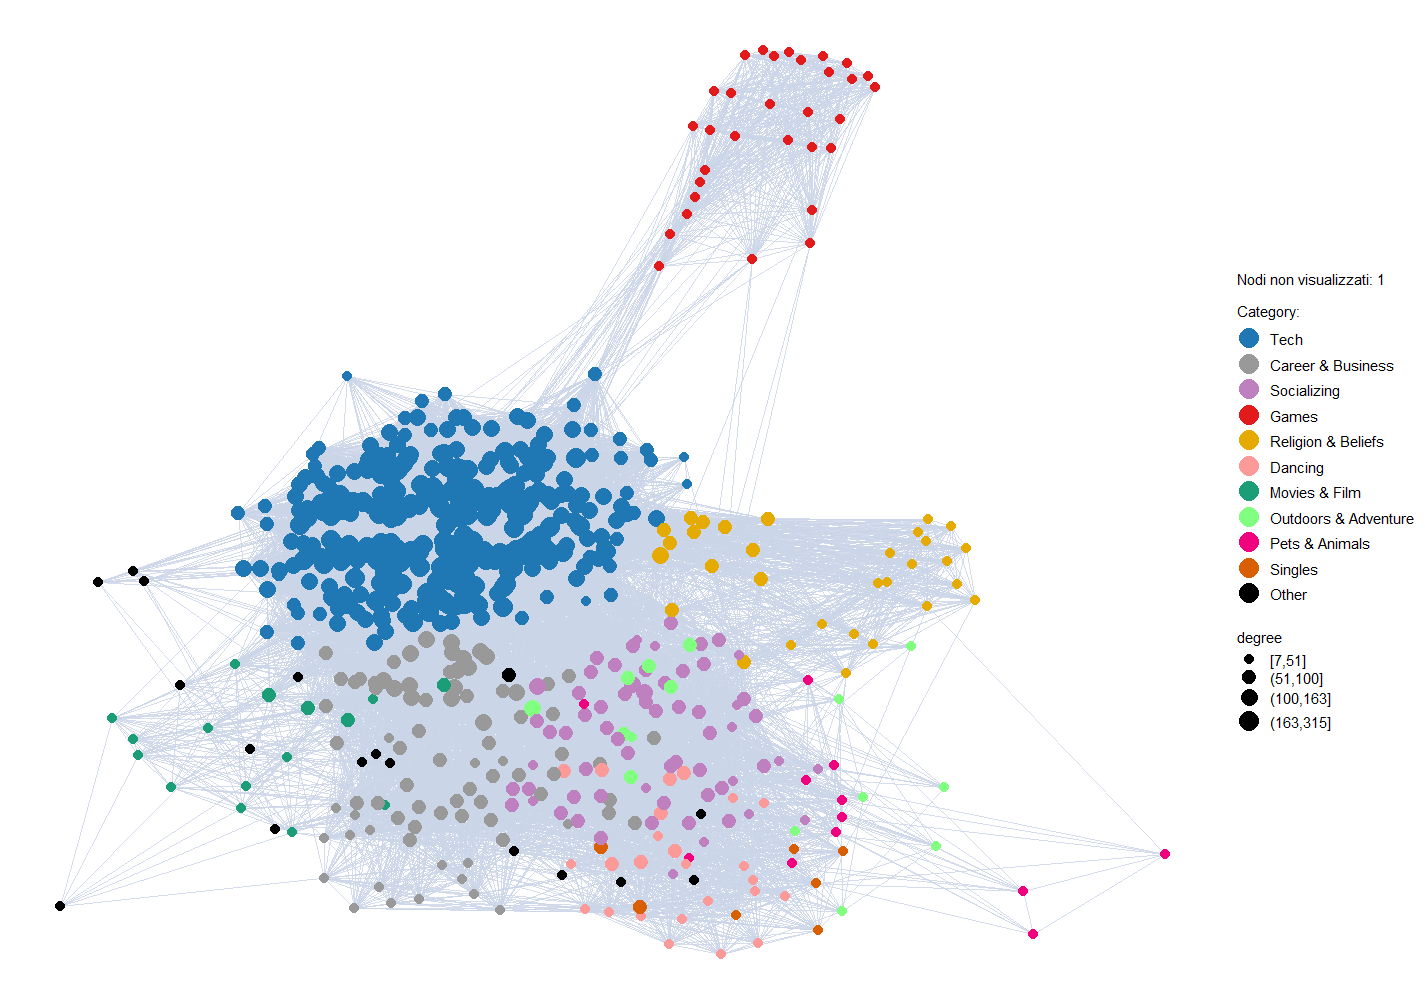 Nodi non visualizzati: 1
Category:
Tech
Career & Business
Socializing
Games
Religion & Beliefs
Dancing
Movies & Film
Outdoors & Adventure
Pets & Animals
Singles
Other
degree
[7,51]
(51,100]
(100,163]
(163,315]